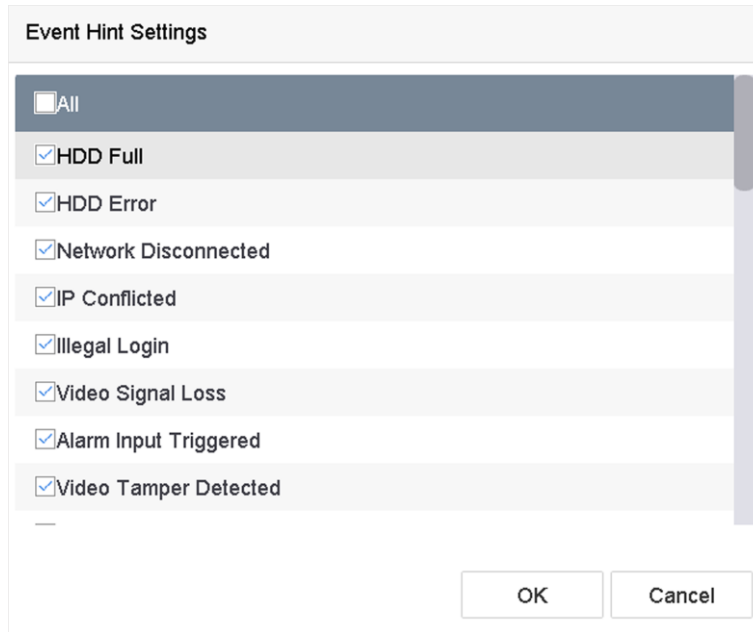 Event Hint Settings
All
HDD Full
HDD Error
Network Disconnected
IP Conflicted
Illegal Login
Video Signal Loss
Alarm Input Triggered
Video Tamper Detected
OK
Cancel